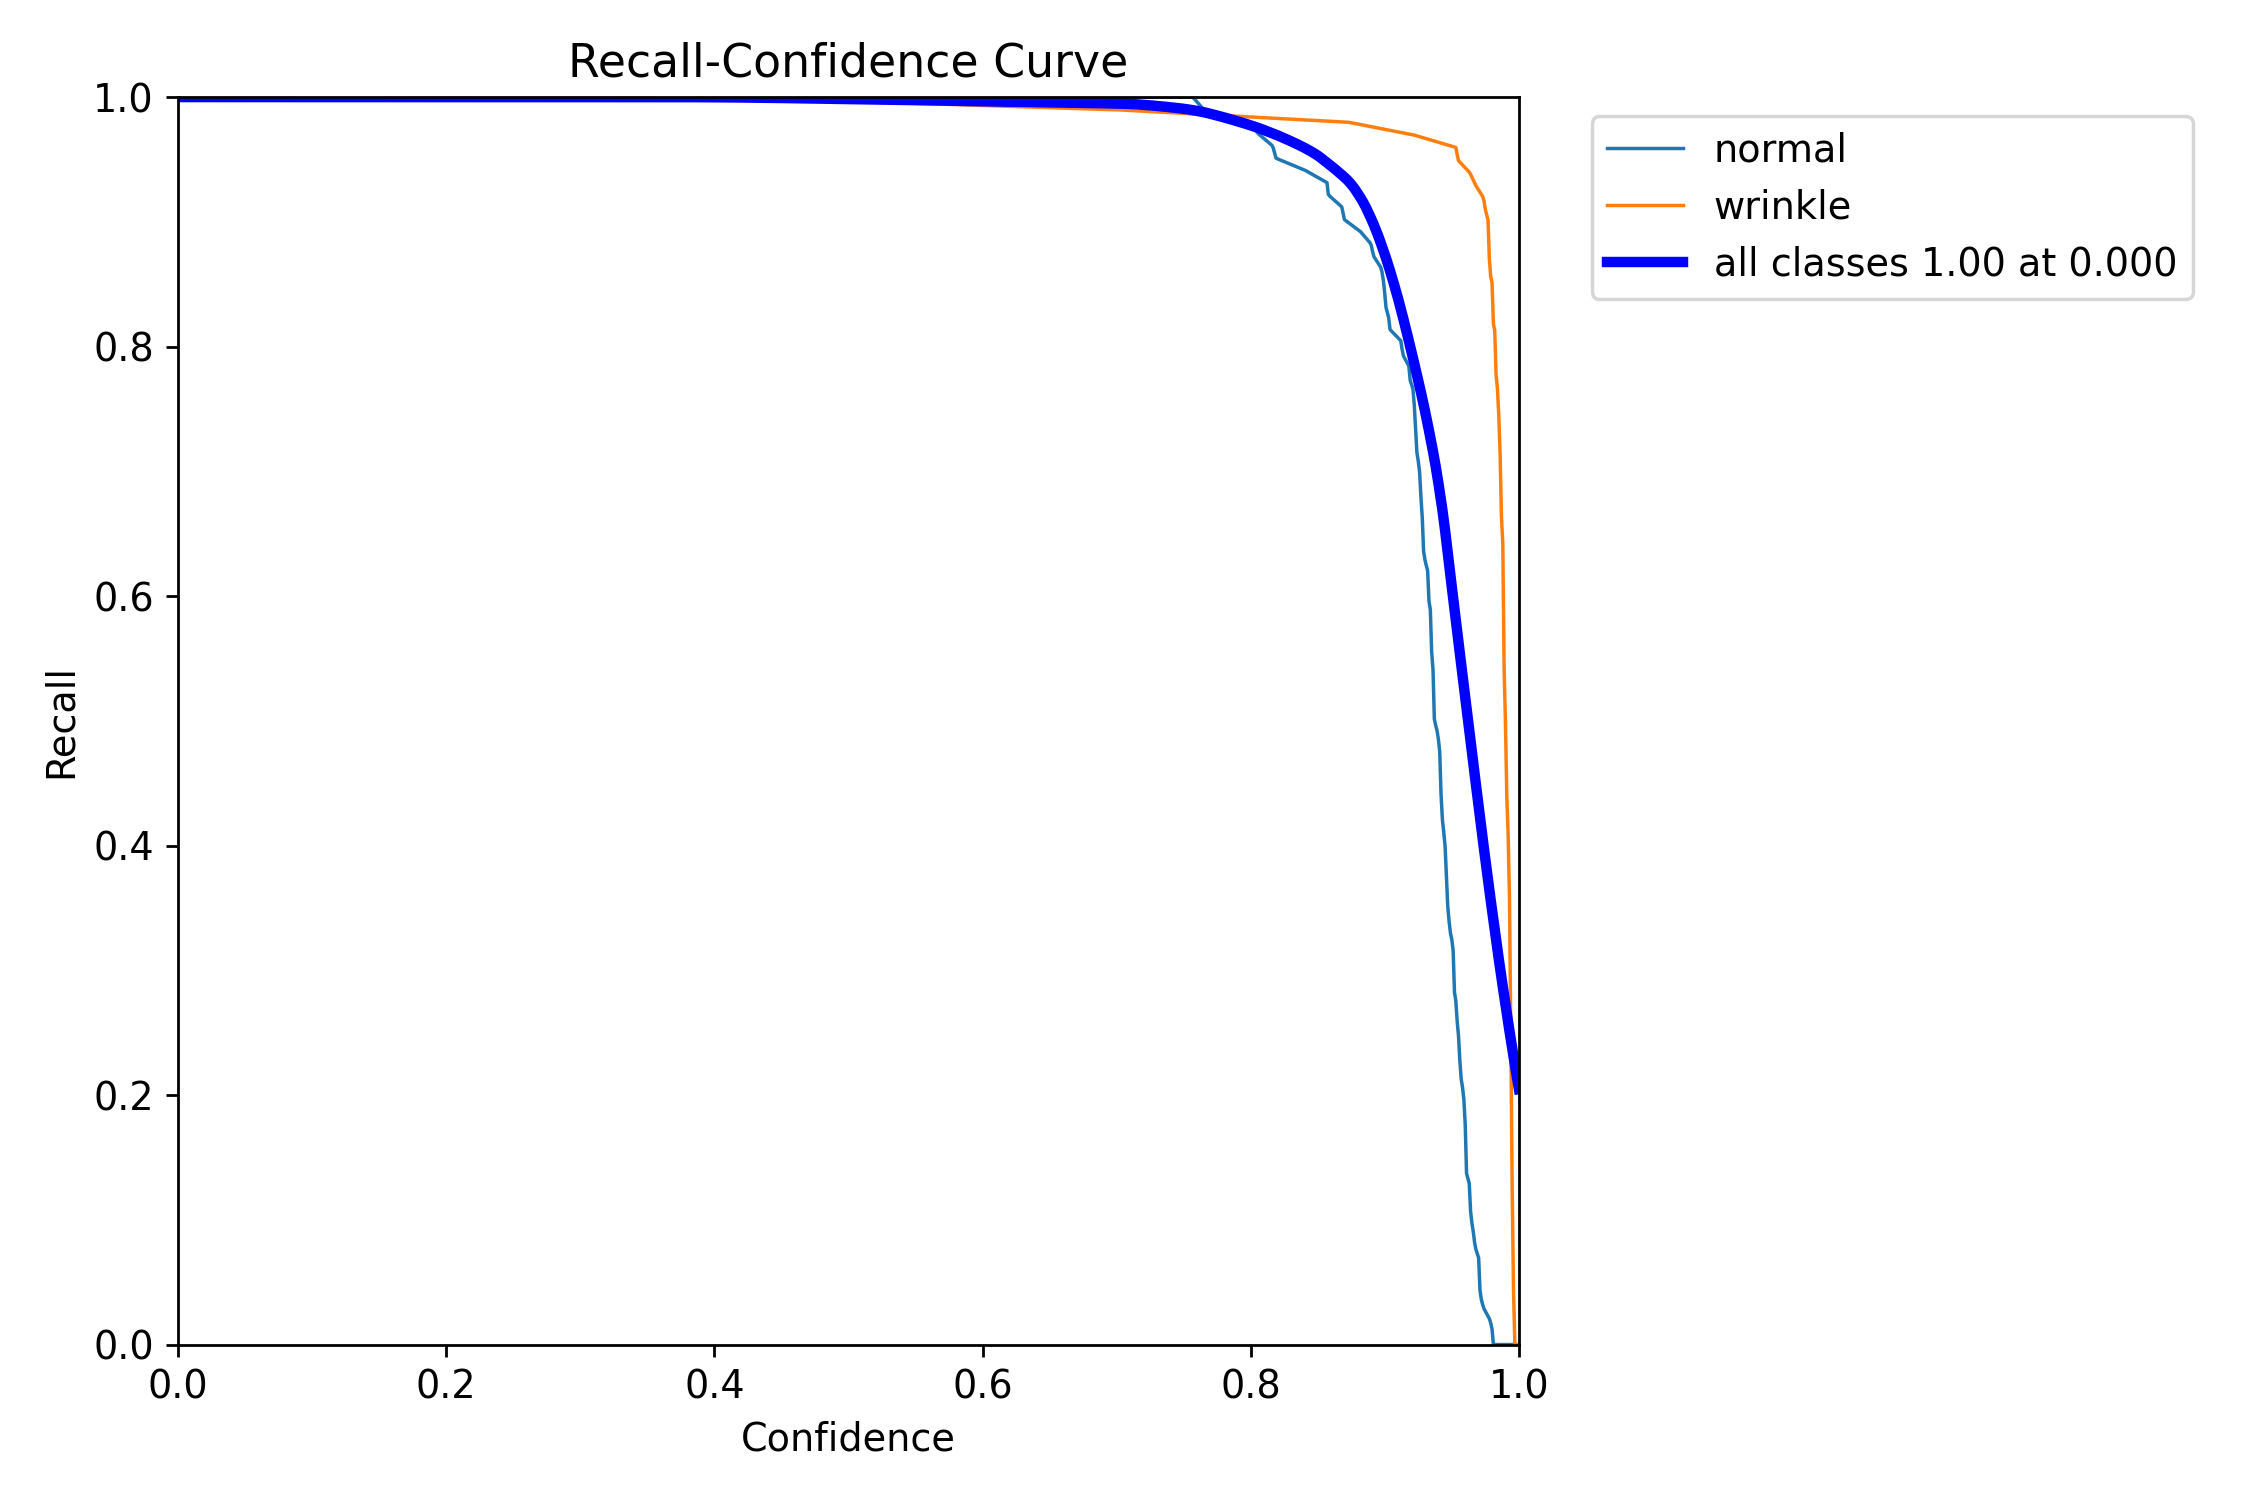 Recall-Confidence Curve
normal
wrinkle
all classes 1.00 at 0.000
1.0
0.8
0.6
0.4
0.2
0.0
Recall
0.0 0.2 0.4 0.6 0.8 1.0
Confidence